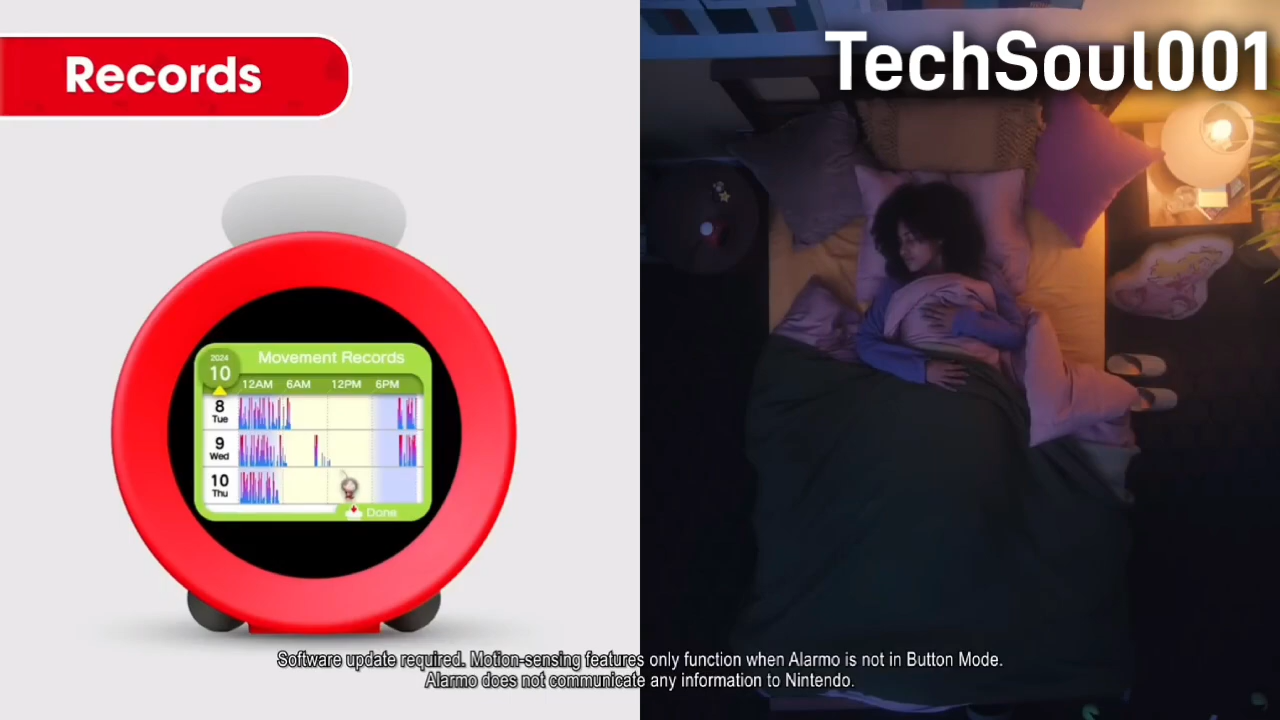 Records
TechSoul001
2024
10
Movement Records
12AM 6AM 12PM 6PM
8
Tue
9
Wed
10
Thu
Done
Software update required. Motion-sensing features only function when Alarmo is not in Button Mode.
Alarmo does not communicate any information to Nintendo.